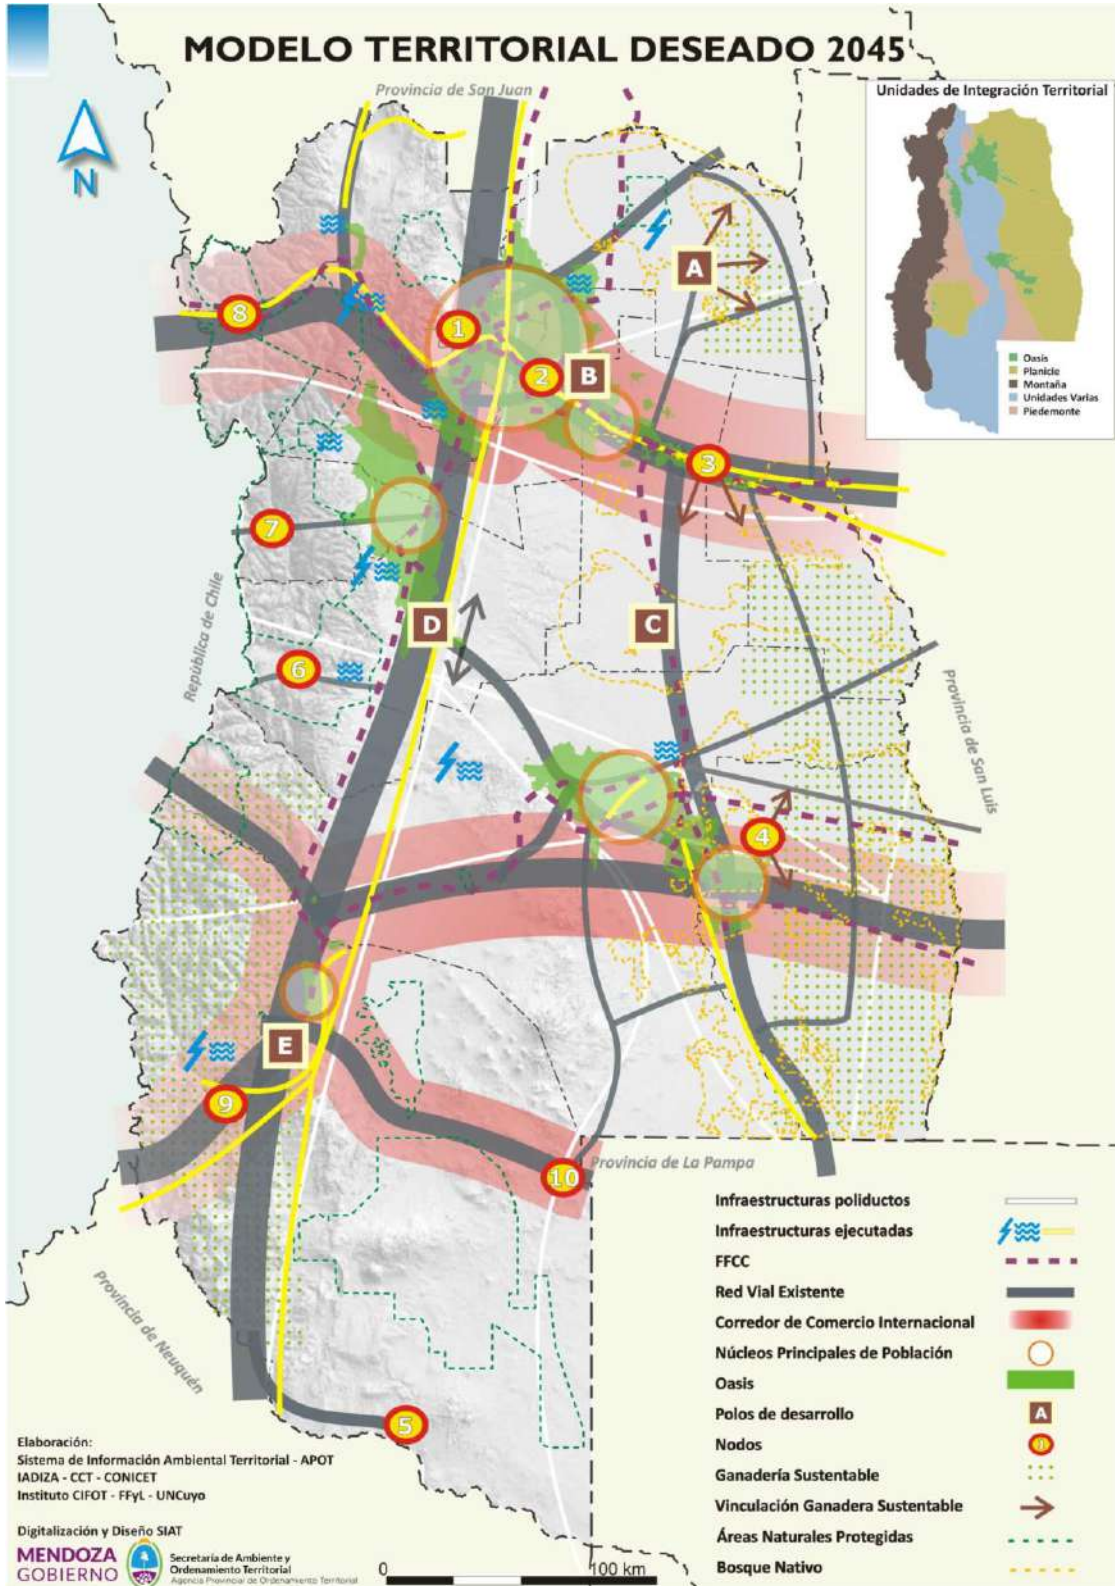 MODELO TERRITORIAL DESEADO 2045
Provincia de San Juan
Unidades de Integración Territorial
Oasis
Planicie
Montaña
Unidades Varias
Piedemonte
N
A
8
1
2
B
3
7
República de Chile
D
C
6
Provincia de San Luis
4
E
9
10
Provincia de La Pampa
Provincia de Neuquén
5
Infraestructuras poliductos
Infraestructuras ejecutadas
FFCC
Red Vial Existente
Corredor de Comercio Internacional
Núcleos Principales de Población
Oasis
Polos de desarrollo A
Nodos
Ganadería Sustentable
Vinculación Ganadera Sustentable
Áreas Naturales Protegidas
Bosque Nativo
Elaboración:
Sistema de Información Ambiental Territorial - APOT
IADIZA - CCT - CONICET
Instituto CIFOT - FFyL - UNCuyo
Digitalización y Diseño SIAT
MENDOZA
GOBIERNO
Secretaría de Ambiente y
Ordenamiento Territorial
Agencia Provincial de Ordenamiento Territorial
0 100 km